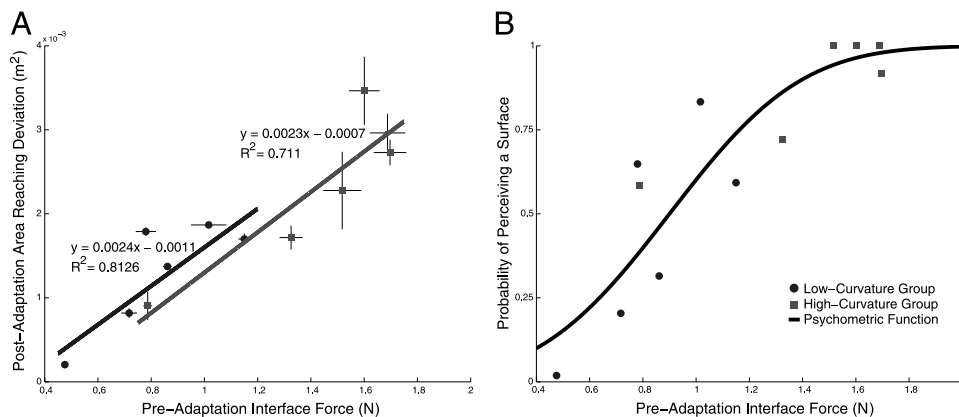 A
× 10⁻³
Post−Adaptation Area Reaching Deviation (m²)
4
3
2
1
0
y = 0.0023x − 0.0007
R² = 0.711
y = 0.0024x − 0.0011
R² = 0.8126
0.4 0.6 0.8 1 1.2 1.4 1.6 1.8 2
Pre−Adaptation Interface Force (N)
B
Probability of Perceiving a Surface
1
0.75
0.5
0.25
0
Low−Curvature Group
High−Curvature Group
Psychometric Function
0.4 0.6 0.8 1 1.2 1.4 1.6 1.8
Pre−Adaptation Interface Force (N)